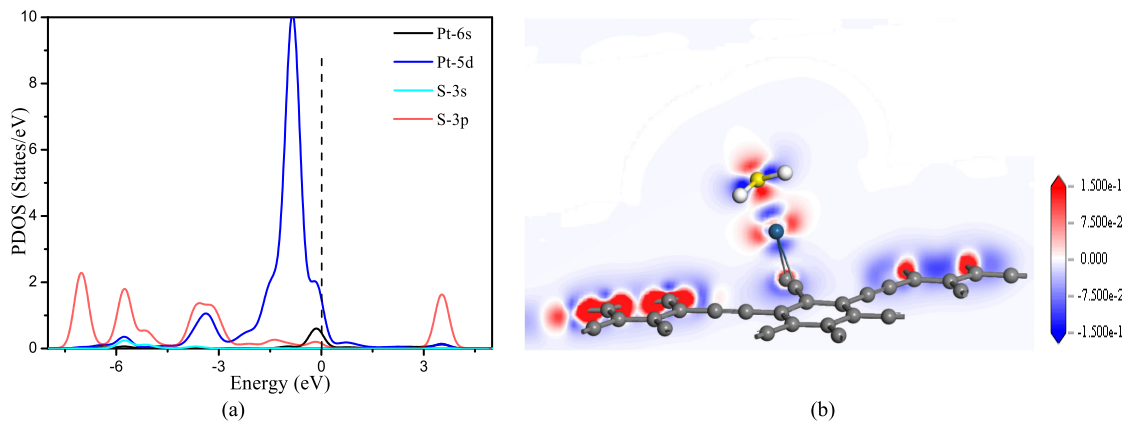 10
8
6
4
2
0
PDOS (States/eV)
Pt-6s
Pt-5d
S-3s
S-3p
-6
-3
0
3
Energy (eV)
(a)
1.500e-1
7.500e-2
0.000
-7.500e-2
-1.500e-1
(b)